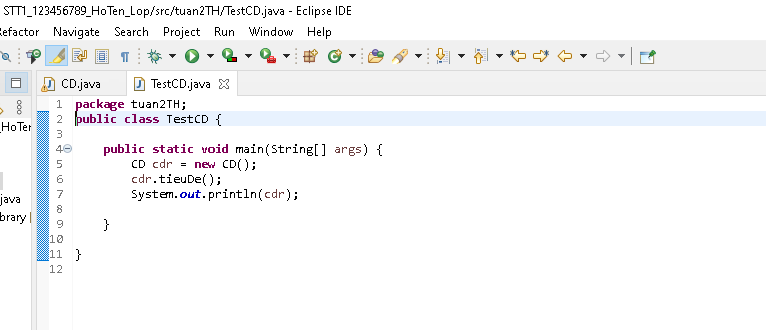 STT1_123456789_HoTen_Lop/src/tuan2TH/TestCD.java - Eclipse IDE
Refactor Navigate Search Project Run Window Help
CD.java TestCD.java
_HoTer
java
brary
1 package tuan2TH;
2 public class TestCD {
3
4 public static void main(String[] args) {
5 CD cdr = new CD();
6 cdr.tieuDe();
7 System.out.println(cdr);
8
9 }
10
11 }
12